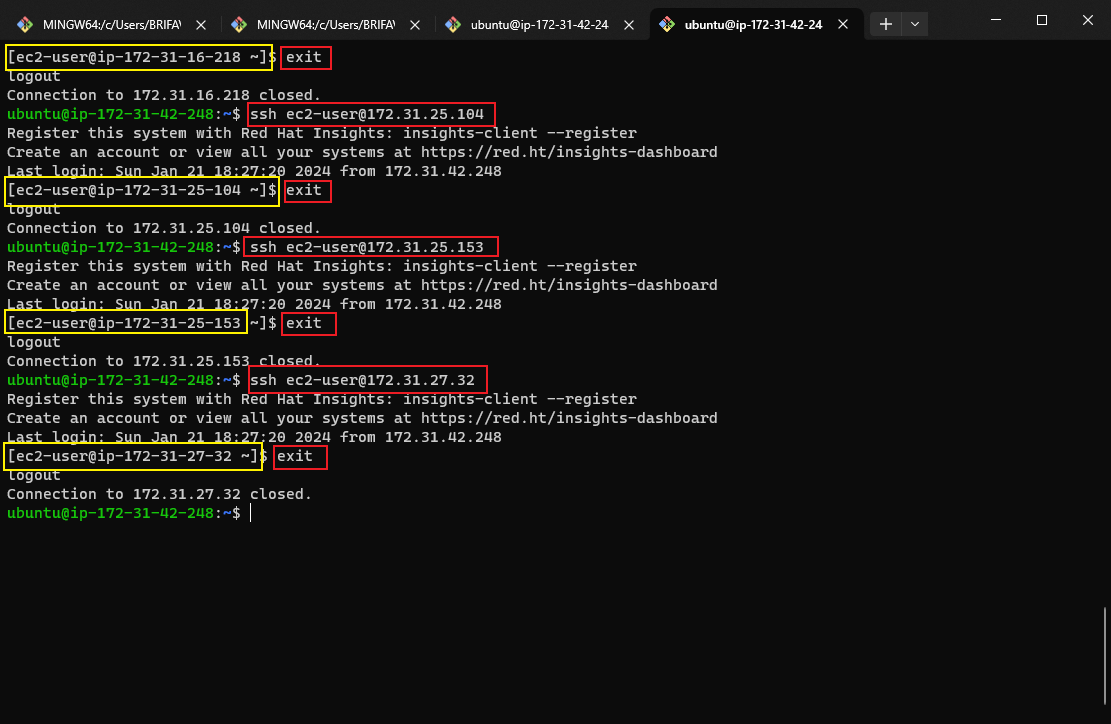 MINGW64:/c/Users/BRIFA
MINGW64:/c/Users/BRIFA
ubuntu@ip-172-31-42-24
ubuntu@ip-172-31-42-24
[ec2-user@ip-172-31-16-218 ~]$ exit
logout
Connection to 172.31.16.218 closed.
ubuntu@ip-172-31-42-248:~$ ssh ec2-user@172.31.25.104
Register this system with Red Hat Insights: insights-client --register
Create an account or view all your systems at https://red.ht/insights-dashboard
Last login: Sun Jan 21 18:27:20 2024 from 172.31.42.248
[ec2-user@ip-172-31-25-104 ~]$ exit
logout
Connection to 172.31.25.104 closed.
ubuntu@ip-172-31-42-248:~$ ssh ec2-user@172.31.25.153
Register this system with Red Hat Insights: insights-client --register
Create an account or view all your systems at https://red.ht/insights-dashboard
Last login: Sun Jan 21 18:27:20 2024 from 172.31.42.248
[ec2-user@ip-172-31-25-153 ~]$ exit
logout
Connection to 172.31.25.153 closed.
ubuntu@ip-172-31-42-248:~$ ssh ec2-user@172.31.27.32
Register this system with Red Hat Insights: insights-client --register
Create an account or view all your systems at https://red.ht/insights-dashboard
Last login: Sun Jan 21 18:27:20 2024 from 172.31.42.248
[ec2-user@ip-172-31-27-32 ~]$ exit
logout
Connection to 172.31.27.32 closed.
ubuntu@ip-172-31-42-248:~$